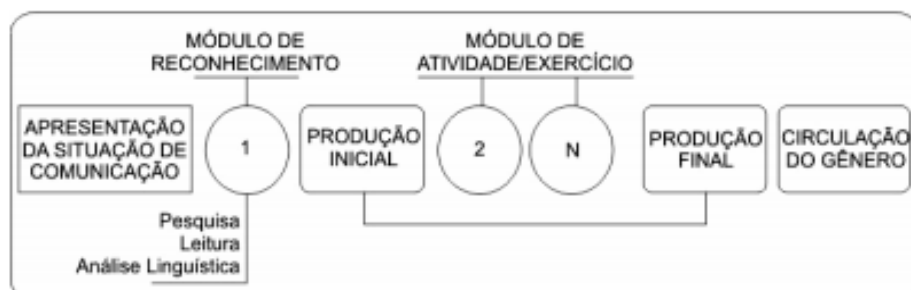 MÓDULO DE
RECONHECIMENTO
MÓDULO DE
ATIVIDADE/EXERCÍCIO
APRESENTAÇÃO
DA SITUAÇÃO DE
COMUNICAÇÃO
1
PRODUÇÃO
INICIAL
2
N
PRODUÇÃO
FINAL
CIRCULAÇÃO
DO GÊNERO
Pesquisa
Leitura
Análise Linguística